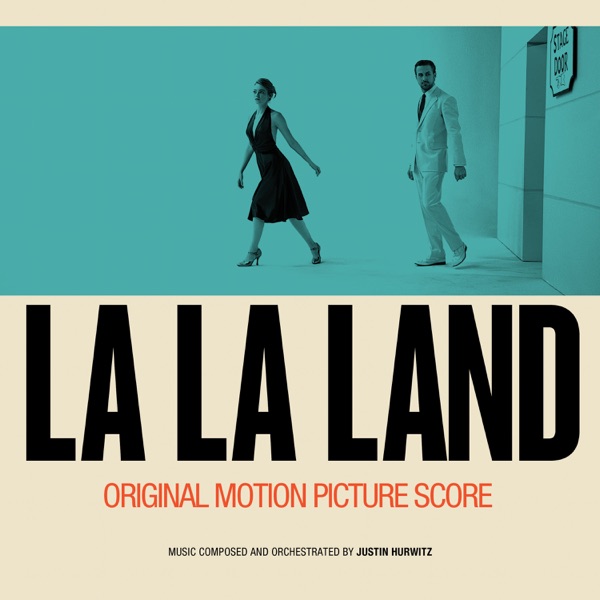 STAGE
DOOR
LA LA LAND
ORIGINAL MOTION PICTURE SCORE
MUSIC COMPOSED AND ORCHESTRATED BY JUSTIN HURWITZ